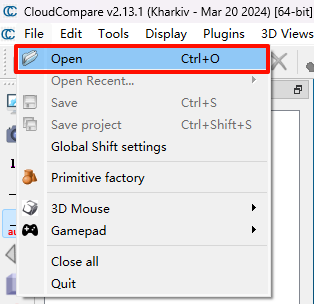 CloudCompare v2.13.1 (Kharkiv - Mar 20 2024) [64-bit]
File Edit Tools Display Plugins 3D Views
Open Ctrl+O
Open Recent...
Save Ctrl+S
Save project Ctrl+Shift+S
Global Shift settings
Primitive factory
3D Mouse
Gamepad
Close all
Quit